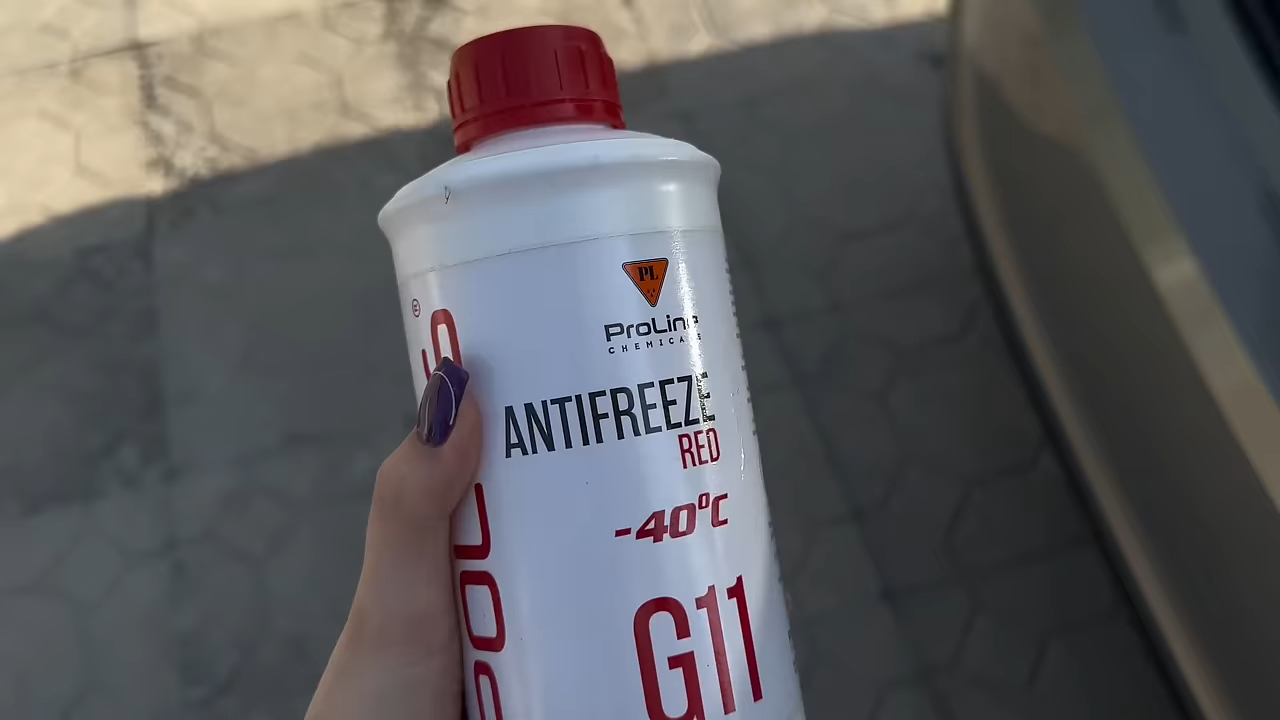 PL
ProLine
CHEMICALS
ANTIFREEZE
RED
-40°C
G11